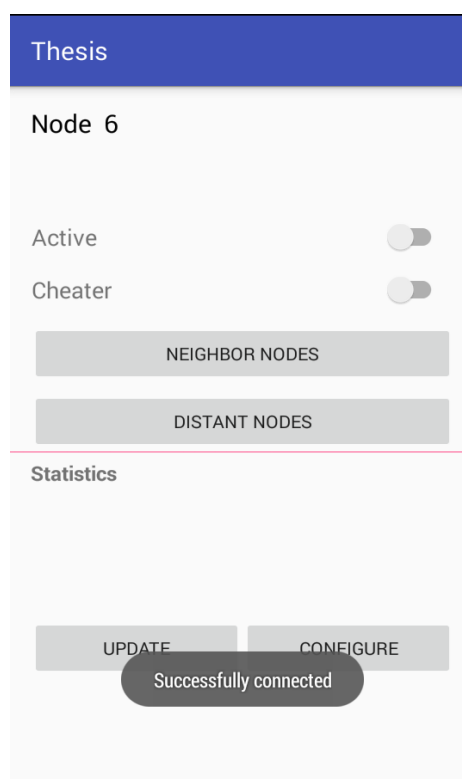 Thesis
Node 6
Active
Cheater
NEIGHBOR NODES
DISTANT NODES
Statistics
UPDATE CONFIGURE
Successfully connected